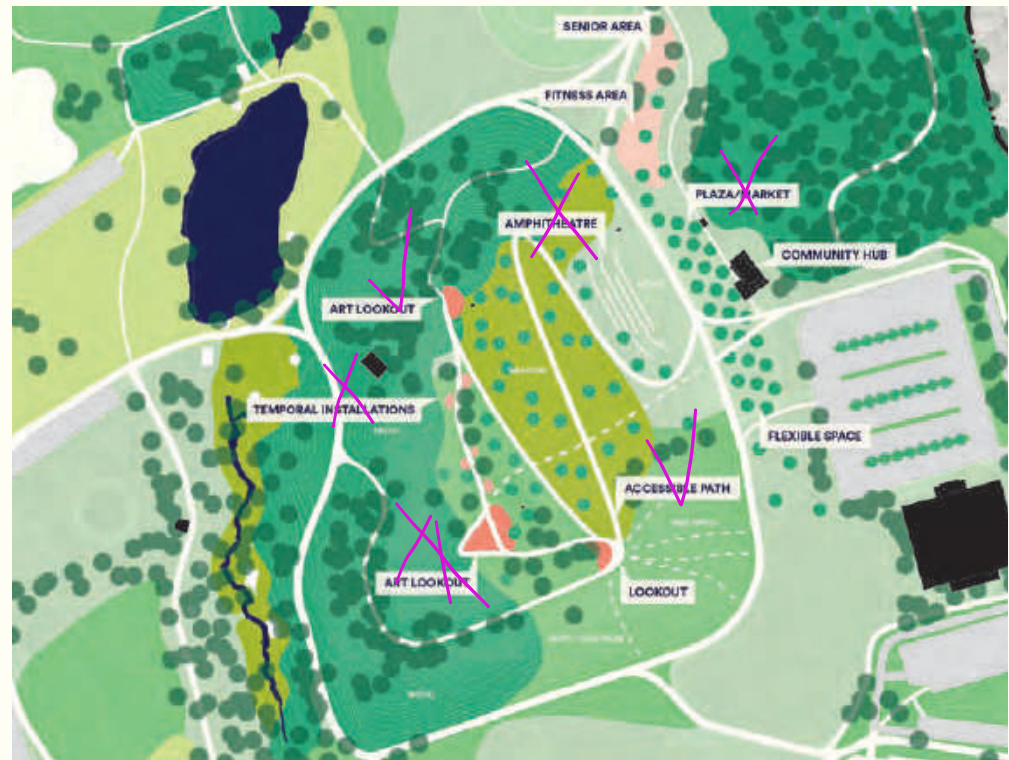 SENIOR AREA
FITNESS AREA
PLAZA/MARKET
AMPHITHEATRE
COMMUNITY HUB
ART LOOKOUT
TEMPORAL INSTALLATIONS
FLEXIBLE SPACE
ACCESSIBLE PATH
ART LOOKOUT
LOOKOUT